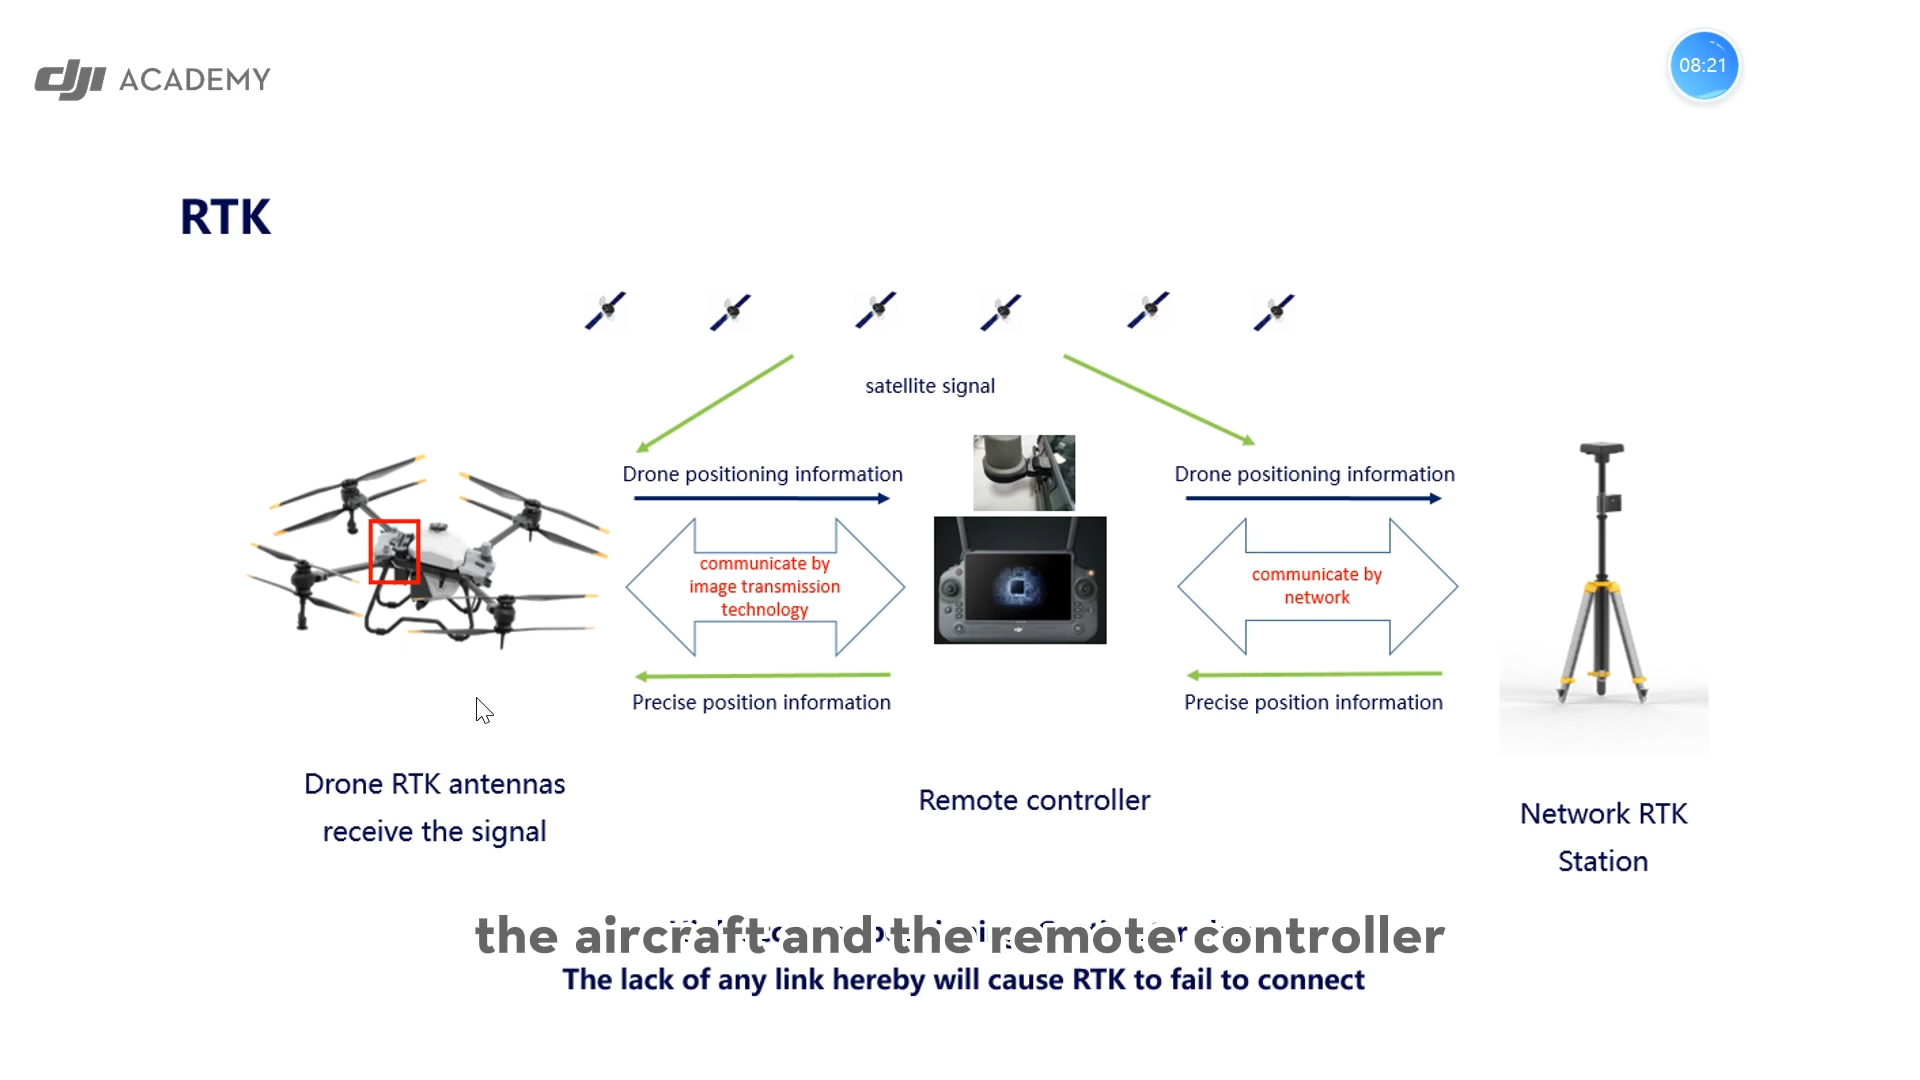 dji ACADEMY
08:21
RTK
satellite signal
Drone positioning information
Drone positioning information
communicate by
image transmission
technology
communicate by
network
Precise position information
Precise position information
Drone RTK antennas
receive the signal
Remote controller
Network RTK
Station
the aircraft and the remote controller
The lack of any link hereby will cause RTK to fail to connect